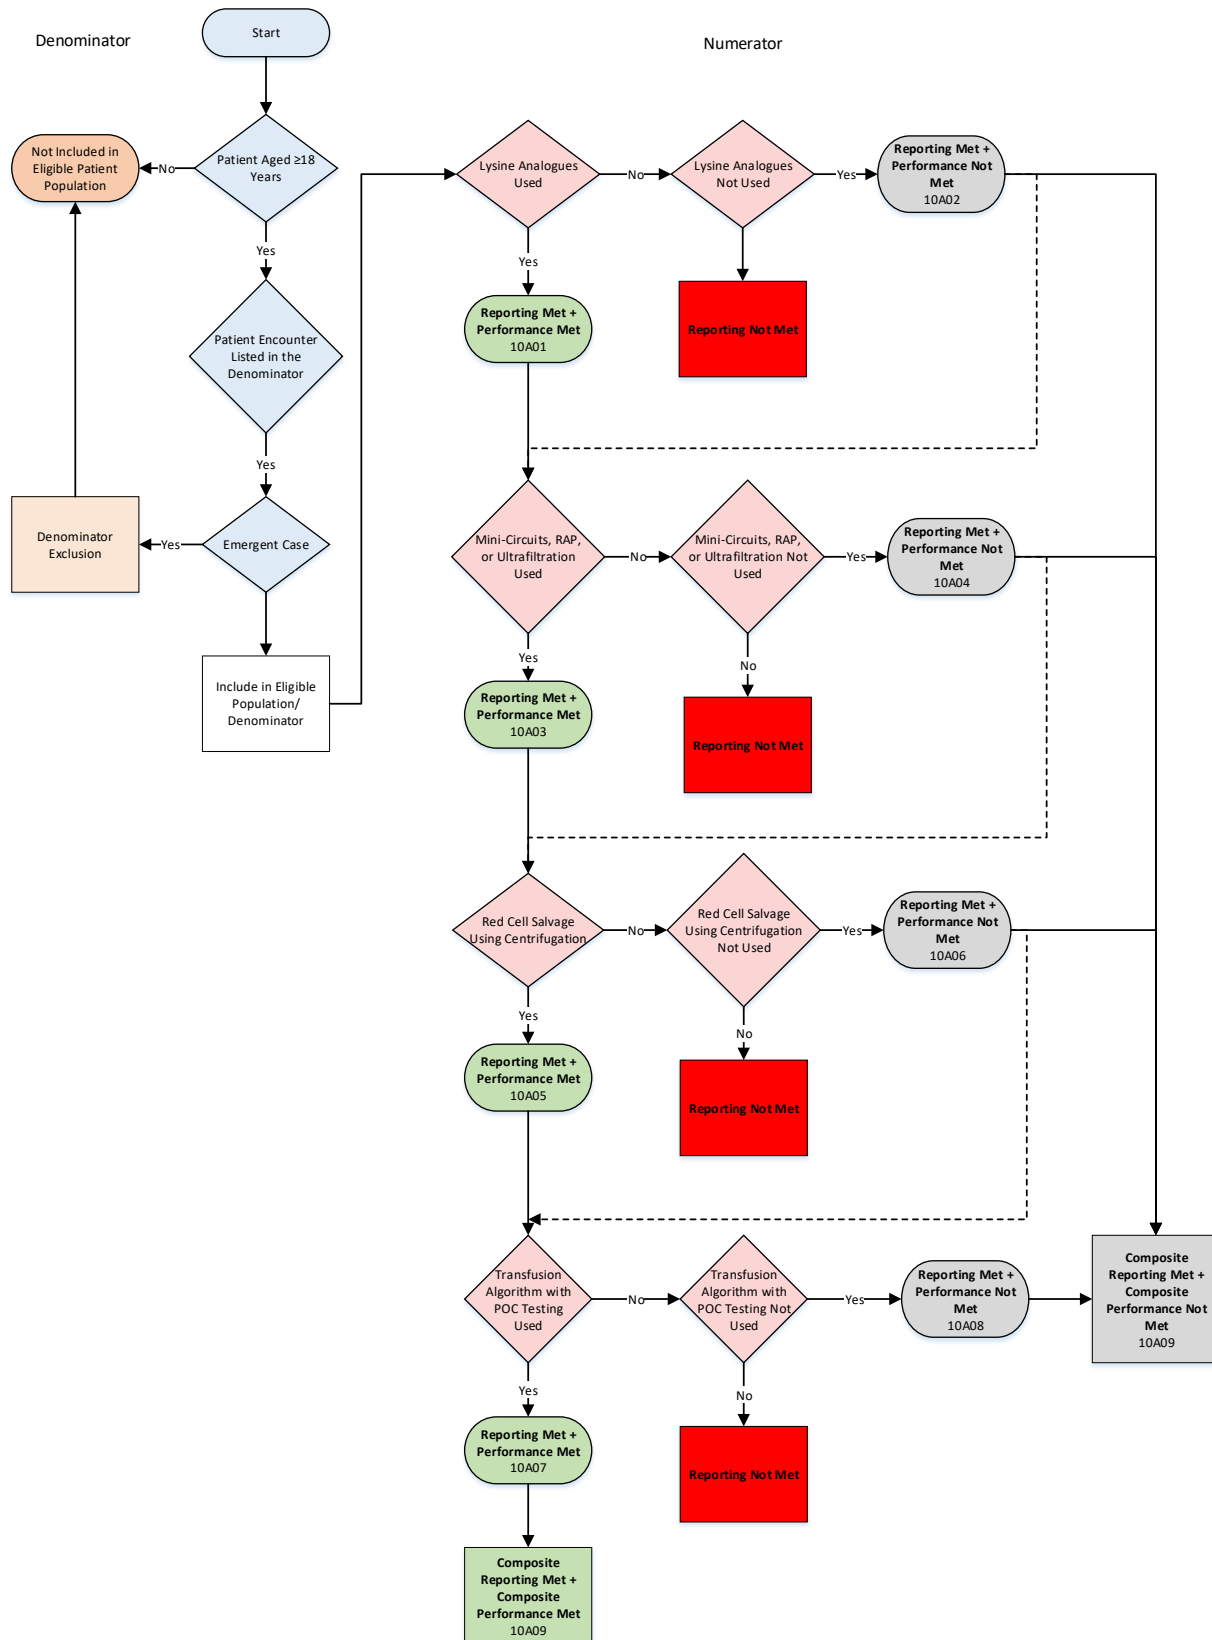 Denominator
Start
Numerator
Patient Aged ≥18
Years
No
Not Included in
Eligible Patient
Population
Yes
Patient Encounter
Listed in the
Denominator
Yes
Emergent Case
Yes
Denominator
Exclusion
Include in Eligible
Population/
Denominator
Lysine Analogues
Used
No
Lysine Analogues
Not Used
Yes
Reporting Met +
Performance Not
Met
10A02
Yes
Reporting Met +
Performance Met
10A01
Reporting Not Met
Mini-Circuits, RAP,
or Ultrafiltration
Used
No
Mini-Circuits, RAP,
or Ultrafiltration Not
Used
Yes
Reporting Met +
Performance Not
Met
10A04
Yes
No
Reporting Met +
Performance Met
10A03
Reporting Not Met
Red Cell Salvage
Using Centrifugation
No
Red Cell Salvage
Using Centrifugation
Not Used
Yes
Reporting Met +
Performance Not
Met
10A06
Yes
No
Reporting Met +
Performance Met
10A05
Reporting Not Met
Transfusion
Algorithm with
POC Testing
Used
No
Transfusion
Algorithm with
POC Testing Not
Used
Yes
Reporting Met +
Performance Not
Met
10A08
Composite
Reporting Met +
Composite
Performance Not
Met
10A09
Yes
No
Reporting Met +
Performance Met
10A07
Reporting Not Met
Composite
Reporting Met +
Composite
Performance Met
10A09